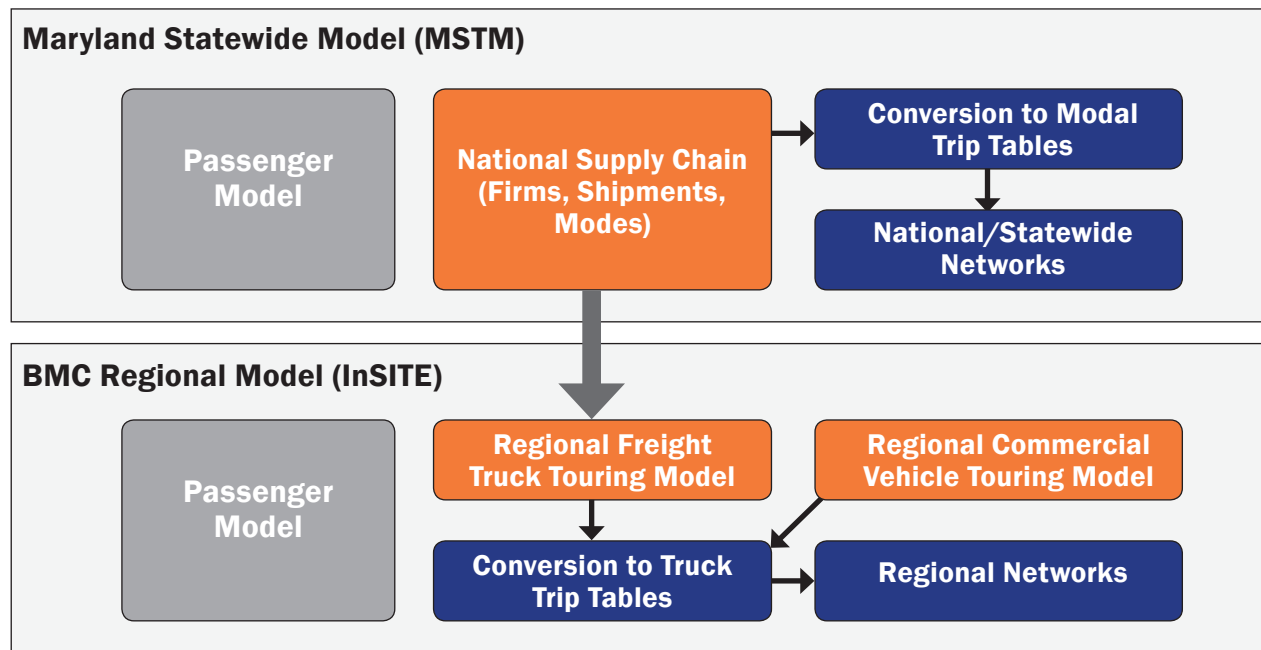 Maryland Statewide Model (MSTM)
Passenger
Model
National Supply Chain
(Firms, Shipments,
Modes)
Conversion to Modal
Trip Tables
National/Statewide
Networks
BMC Regional Model (InSITE)
Passenger
Model
Regional Freight
Truck Touring Model
Regional Commercial
Vehicle Touring Model
Conversion to Truck
Trip Tables
Regional Networks